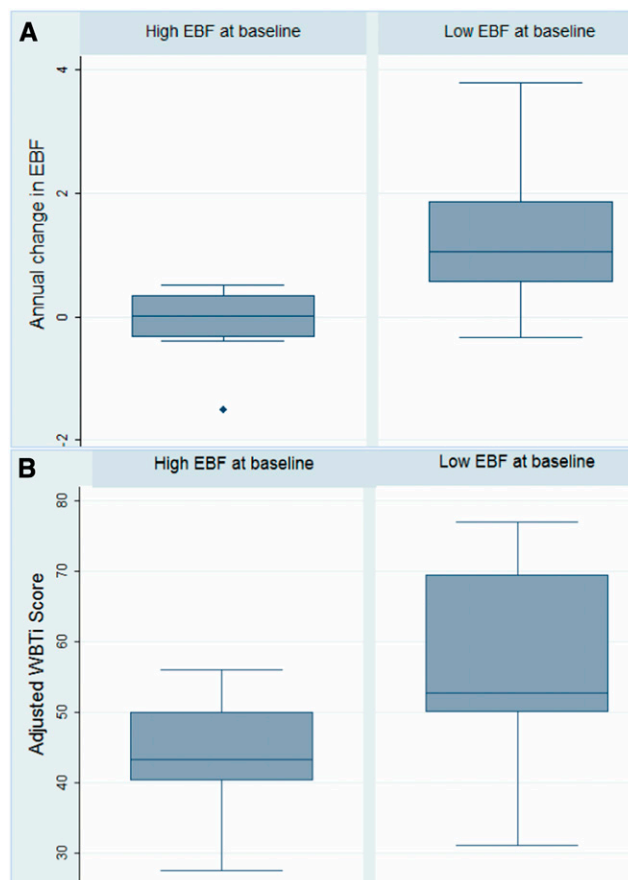 A
High EBF at baseline
Low EBF at baseline
Annual change in EBF
4
2
0
-2
B
High EBF at baseline
Low EBF at baseline
Adjusted WBTi Score
80
70
60
50
40
30